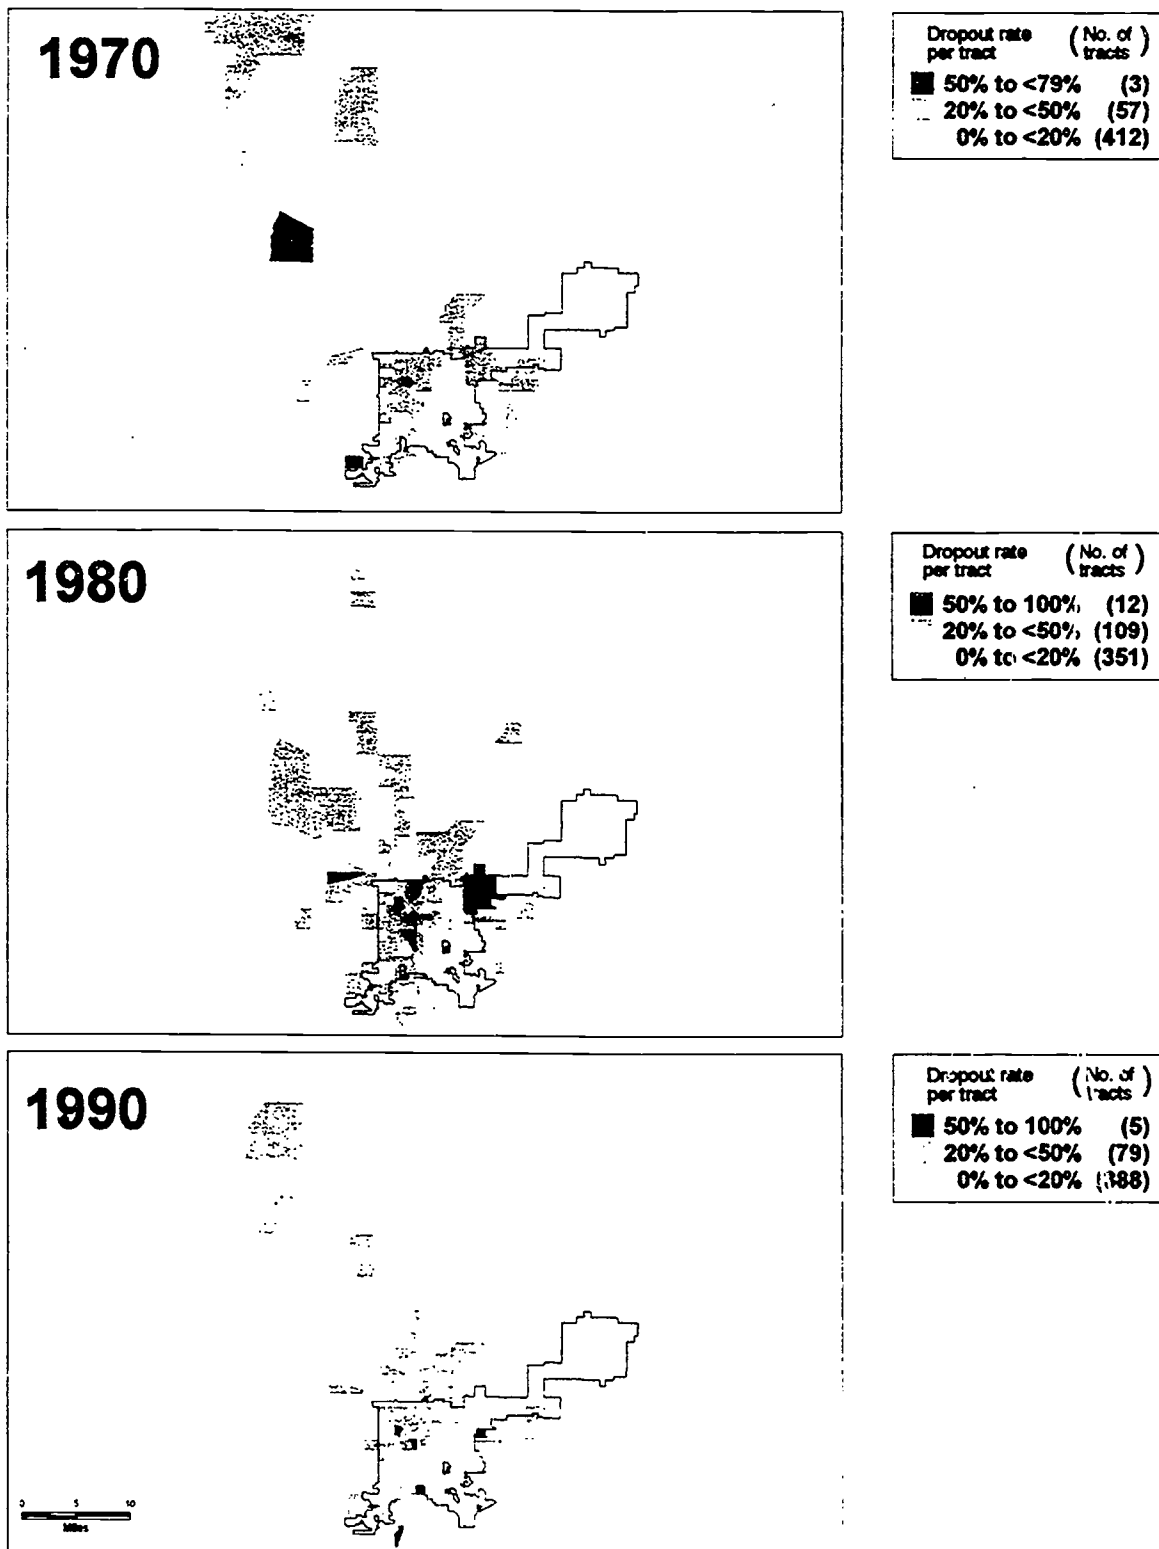 1970
Dropout rate per tract (No. of tracts)
50% to <79% (3)
20% to <50% (57)
0% to <20% (412)
1980
Dropout rate per tract (No. of tracts)
50% to 100% (12)
20% to <50% (109)
0% to <20% (351)
1990
Dropout rate per tract (No. of tracts)
50% to 100% (5)
20% to <50% (79)
0% to <20% (388)
0 5 10
Miles